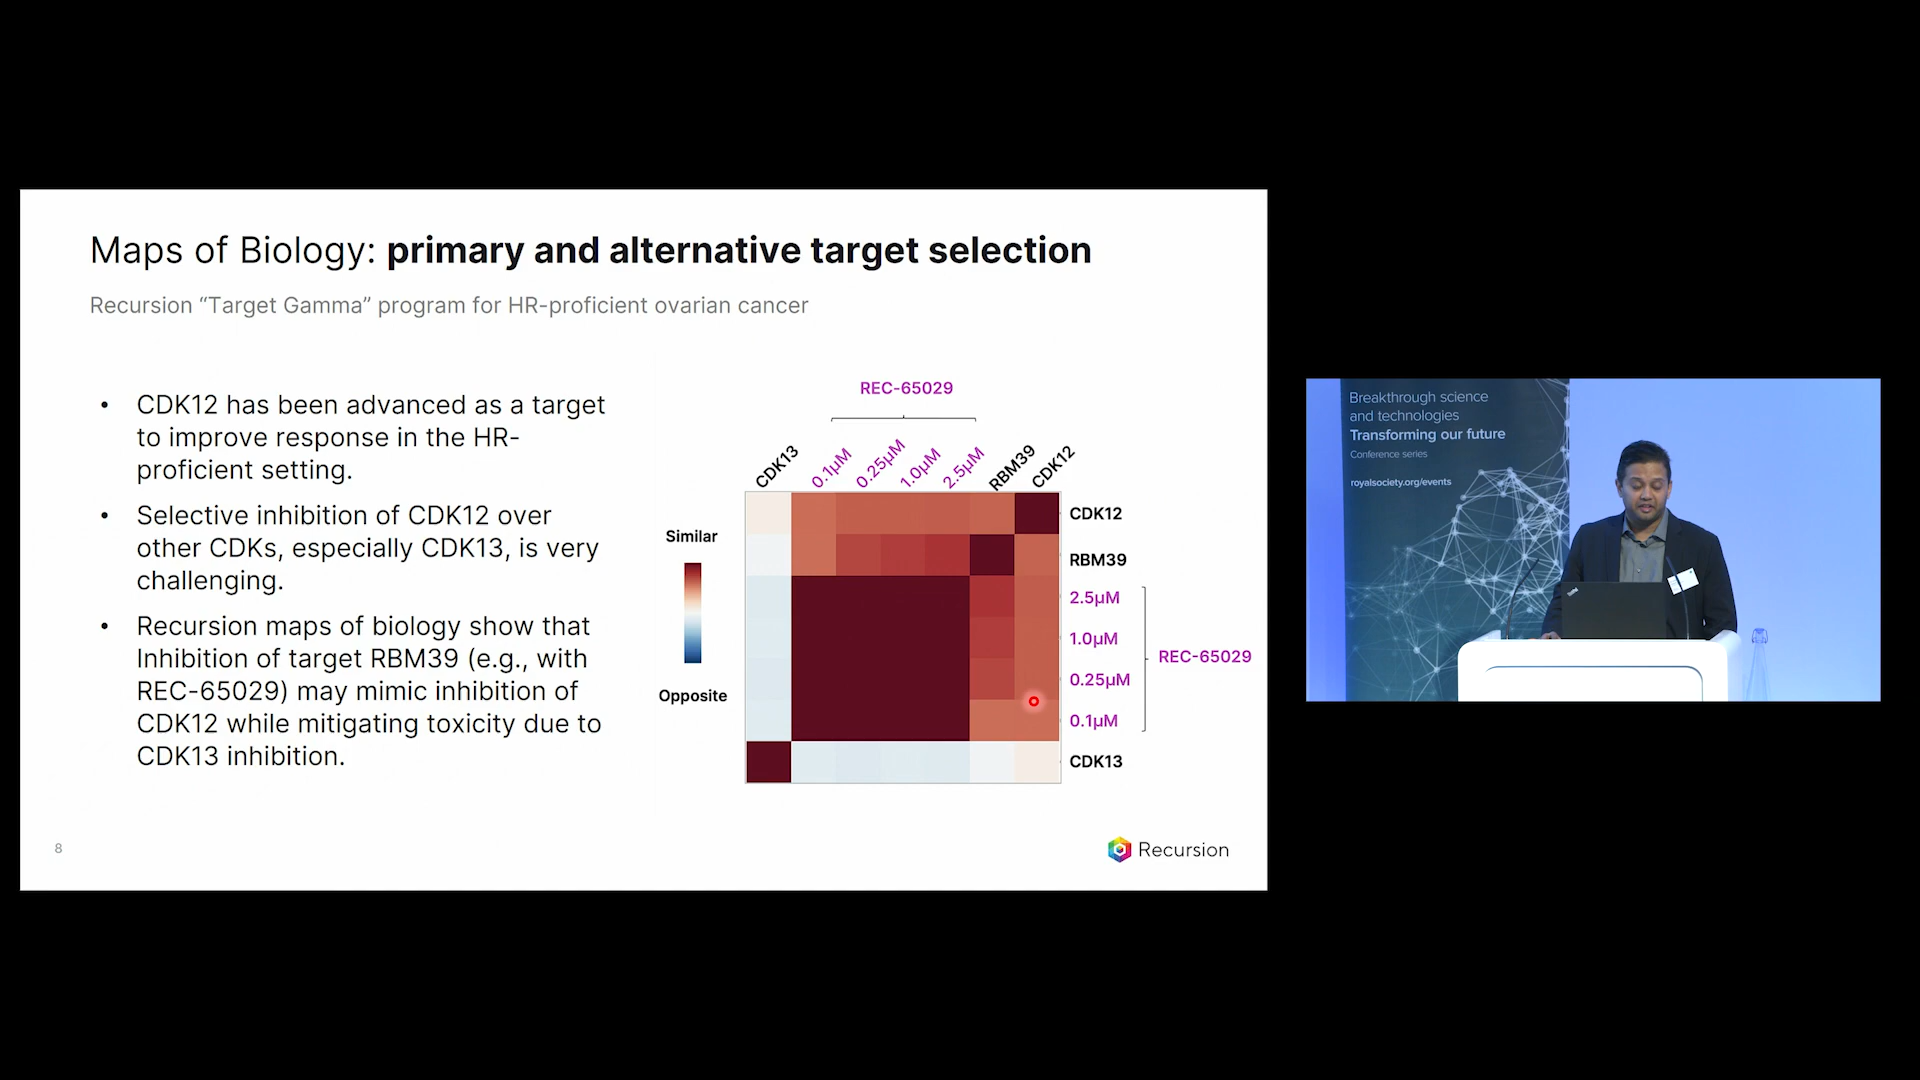 Maps of Biology: primary and alternative target selection
Recursion “Target Gamma” program for HR-proficient ovarian cancer
• CDK12 has been advanced as a target
to improve response in the HR-
proficient setting.
• Selective inhibition of CDK12 over
other CDKs, especially CDK13, is very
challenging.
• Recursion maps of biology show that
Inhibition of target RBM39 (e.g., with
REC-65029) may mimic inhibition of
CDK12 while mitigating toxicity due to
CDK13 inhibition.
REC-65029
CDK13 0.1µM 0.25µM 1.0µM 2.5µM RBM39 CDK12
Similar
Opposite
CDK12
RBM39
2.5µM
1.0µM
0.25µM
0.1µM
CDK13
REC-65029
8
Recursion
Breakthrough science
and technologies
Transforming our future
Conference series
royalsociety.org/events